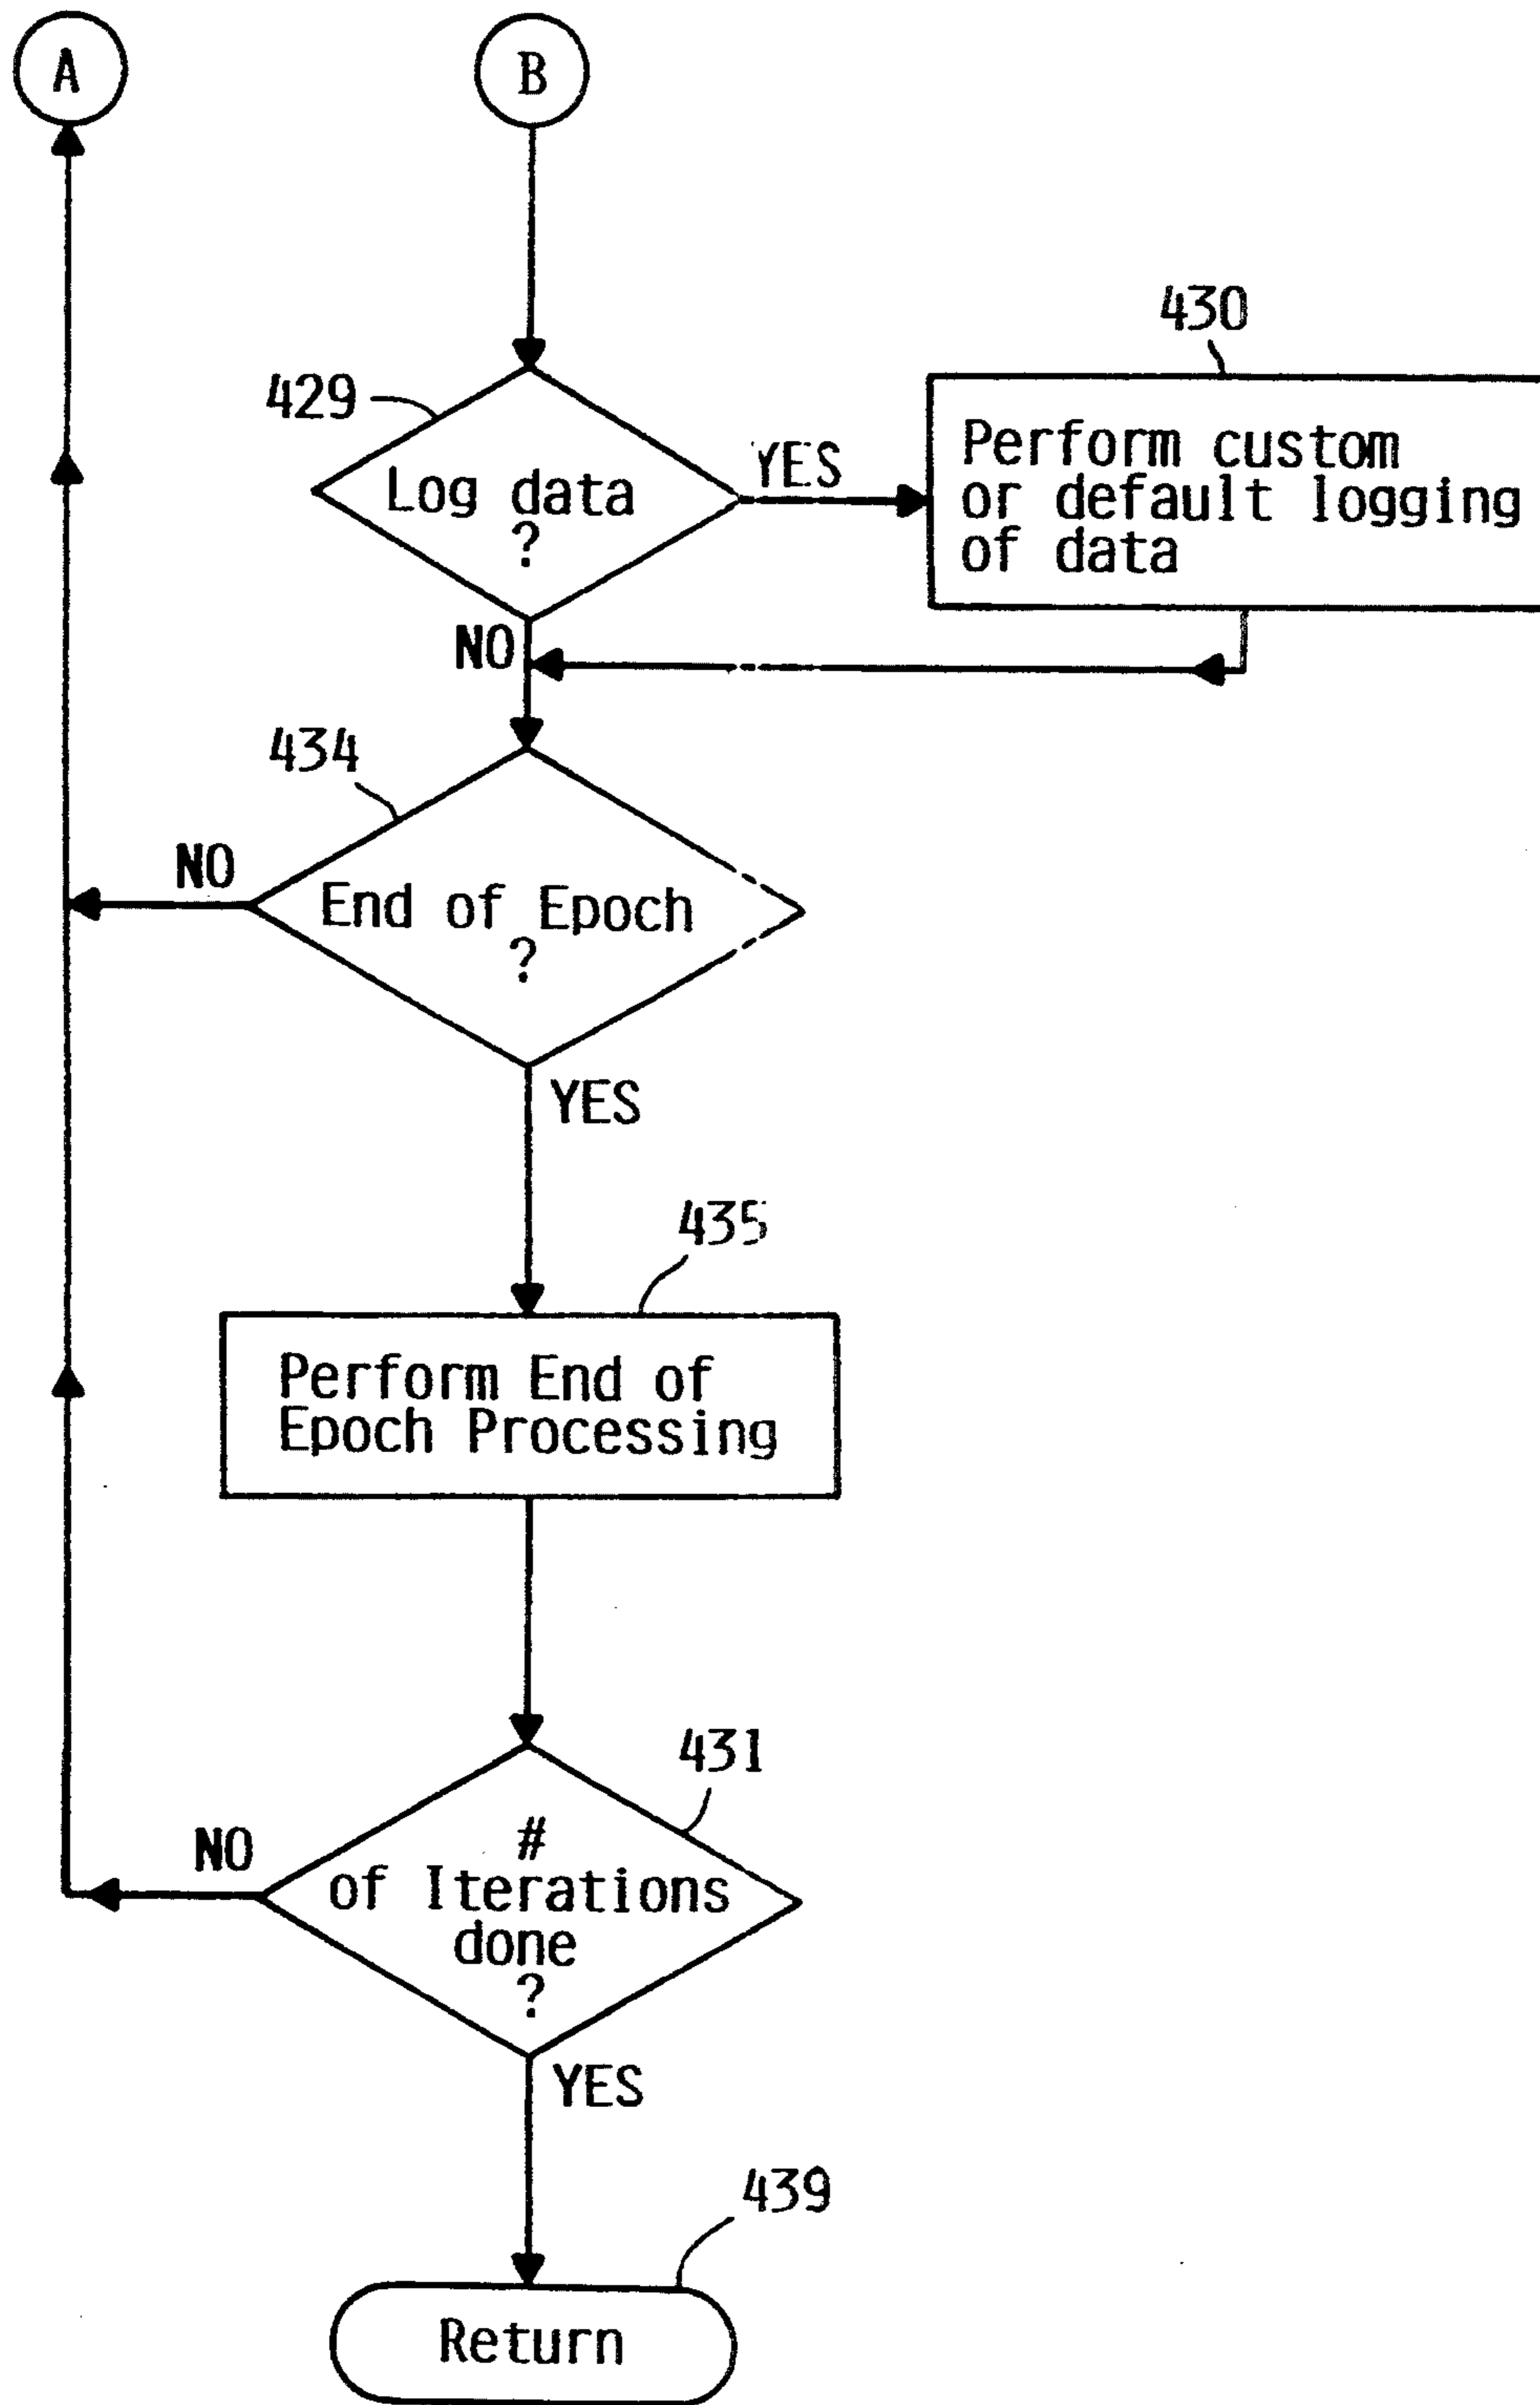 A
B
430
429
YES
Perform custom
or default logging
of data
Log data
?
NO
434
NO
End of Epoch
?
YES
435
Perform End of
Epoch Processing
431
NO
#
of Iterations
done
?
YES
439
Return